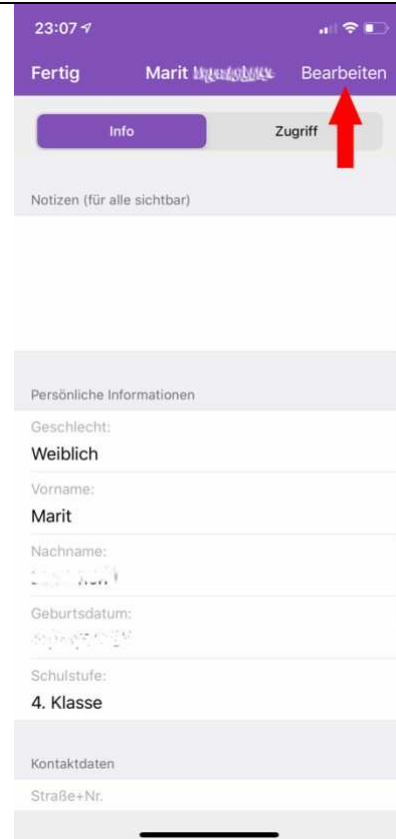 23:07
Fertig Marit Bearbeiten
Info Zugriff
Notizen (für alle sichtbar)
Persönliche Informationen
Geschlecht:
Weiblich
Vorname:
Marit
Nachname:
Geburtsdatum:
Schulstufe:
4. Klasse
Kontaktdaten
Straße+Nr.